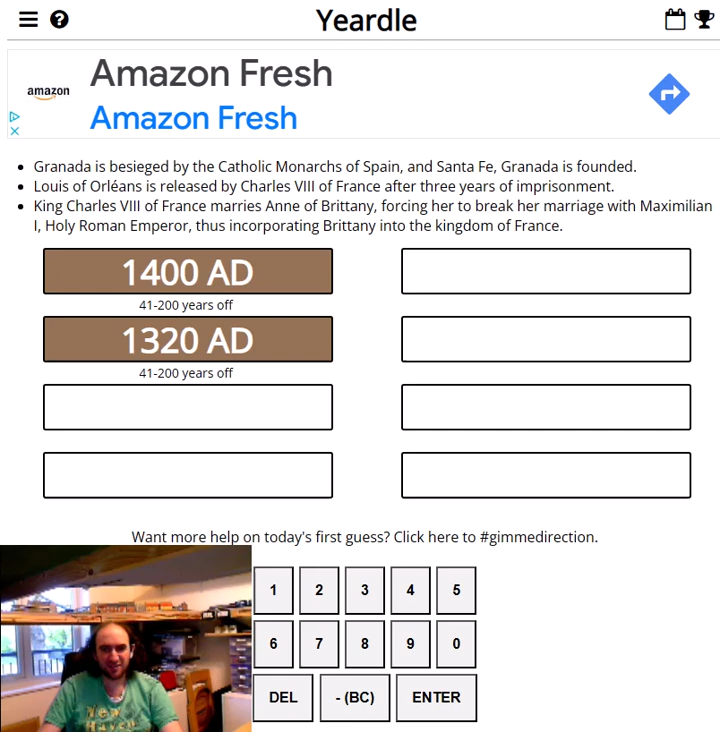 Yeardle
amazon
Amazon Fresh
Amazon Fresh
Granada is besieged by the Catholic Monarchs of Spain, and Santa Fe, Granada is founded.
Louis of Orléans is released by Charles VIII of France after three years of imprisonment.
King Charles VIII of France marries Anne of Brittany, forcing her to break her marriage with Maximilian
I, Holy Roman Emperor, thus incorporating Brittany into the kingdom of France.
1400 AD
41-200 years off
1320 AD
41-200 years off
Want more help on today's first guess? Click here to #gimmedirection.
1 2 3 4 5
6 7 8 9 0
DEL - (BC) ENTER
New
Haven